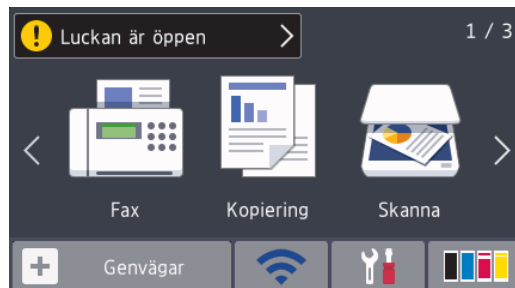 Luckan är öppen
1 / 3
Fax Kopiering Skanna
Genvägar